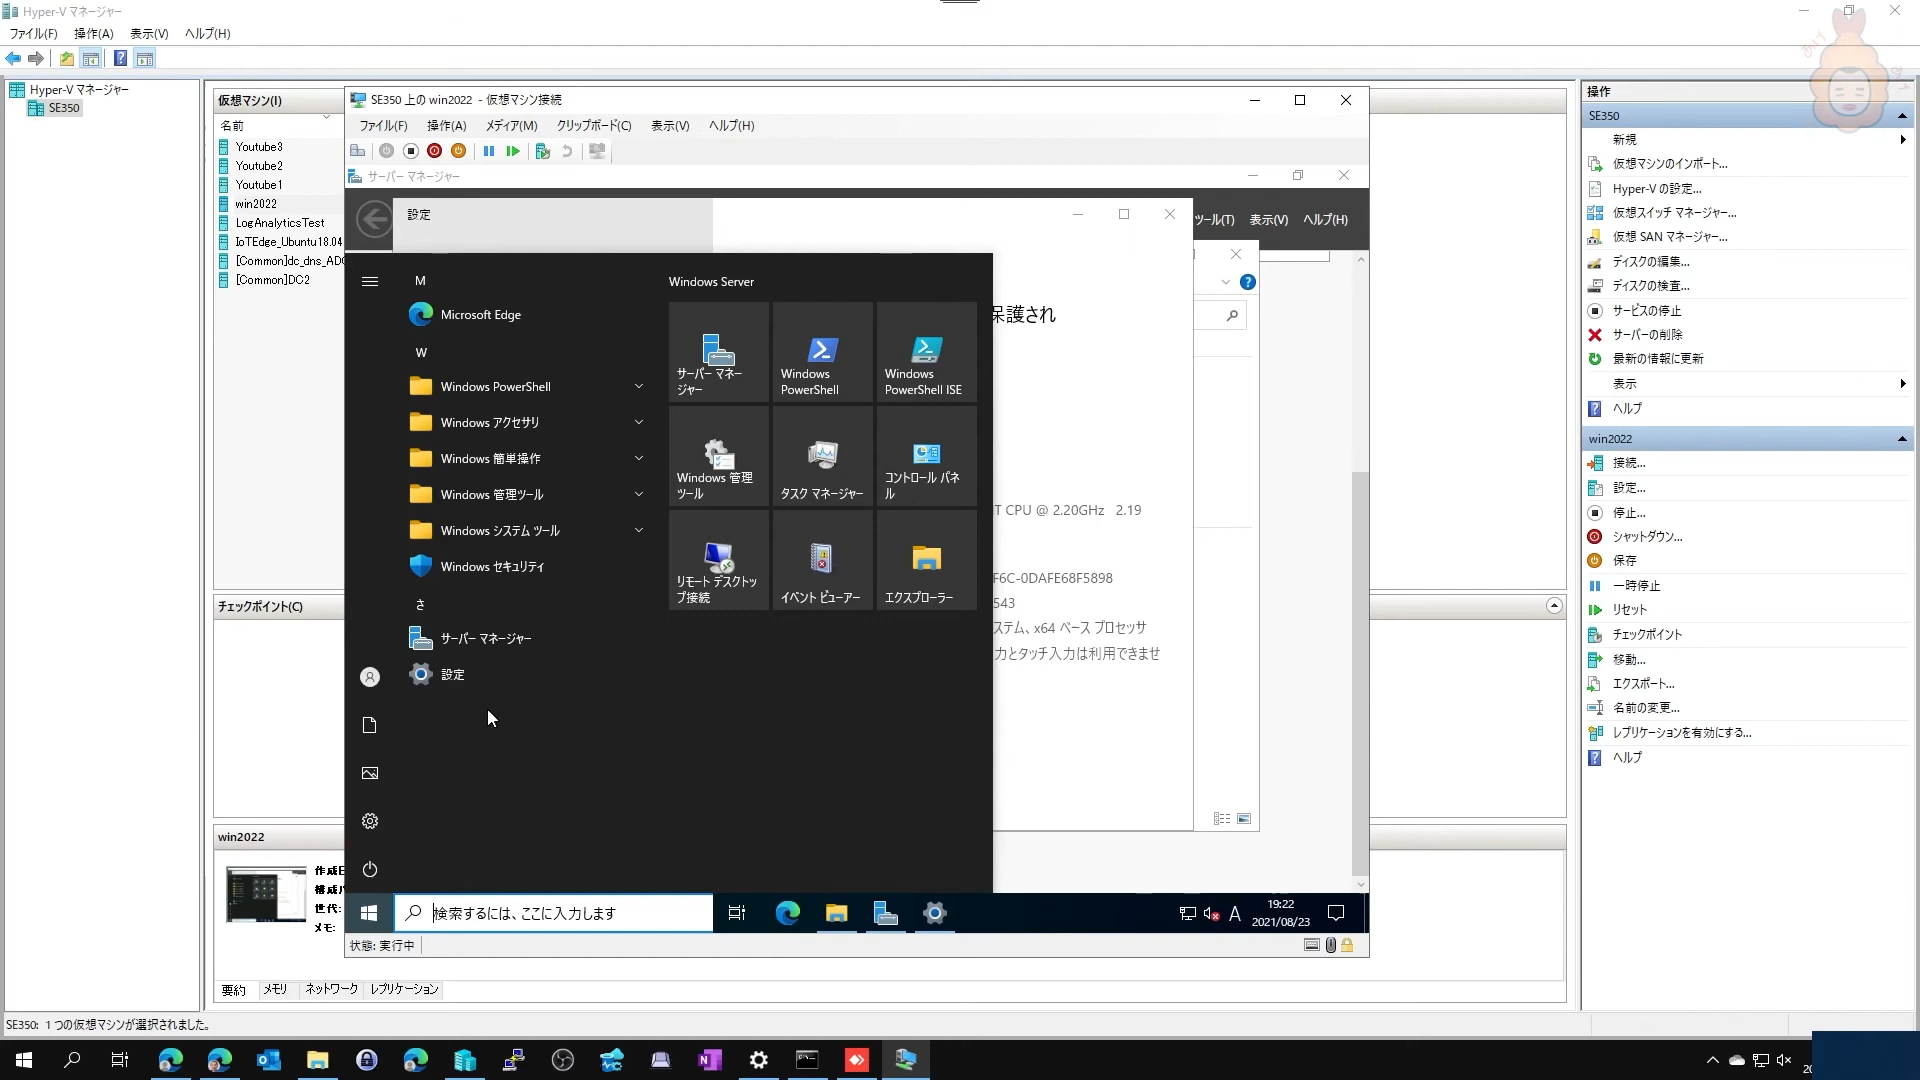 Hyper-V マネージャー
ファイル(F) 操作(A) 表示(V) ヘルプ(H)
Hyper-V マネージャー
SE350
仮想マシン(I)
名前
Youtube3
Youtube2
Youtube1
win2022
LogAnalyticsTest
IoTEdge_Ubuntu18.04
[Common]dc_dns_AD
[Common]DC2
チェックポイント(C)
win2022
作成
構成
世代:
メモ:
要約 メモリ ネットワーク レプリケーション
SE350: 1 つの仮想マシンが選択されました。
SE350 上の win2022 - 仮想マシン接続
ファイル(F) 操作(A) メディア(M) クリップボード(C) 表示(V) ヘルプ(H)
サーバー マネージャー
ツール(T) 表示(V) ヘルプ(H)
設定
保護され
T CPU @ 2.20GHz 2.19
F6C-0DAFE68F5898
543
ステム、x64 ベース プロセッサ
力とタッチ入力は利用できませ
M
Microsoft Edge
W
Windows PowerShell
Windows アクセサリ
Windows 簡単操作
Windows 管理ツール
Windows システム ツール
Windows セキュリティ
さ
サーバー マネージャー
設定
Windows Server
サーバー マネー
ジャー
Windows
PowerShell
Windows
PowerShell ISE
Windows 管理
ツール
タスク マネージャー
コントロール パネ
ル
リモート デスクトッ
プ接続
イベント ビューアー
エクスプローラー
検索するには、ここに入力します
A
19:22
2021/08/23
状態: 実行中
操作
SE350
新規
仮想マシンのインポート...
Hyper-V の設定...
仮想スイッチ マネージャー...
仮想 SAN マネージャー...
ディスクの編集...
ディスクの検査...
サービスの停止
サーバーの削除
最新の情報に更新
表示
ヘルプ
win2022
接続...
設定...
停止...
シャットダウン...
保存
一時停止
リセット
チェックポイント
移動...
エクスポート...
名前の変更...
レプリケーションを有効にする...
ヘルプ